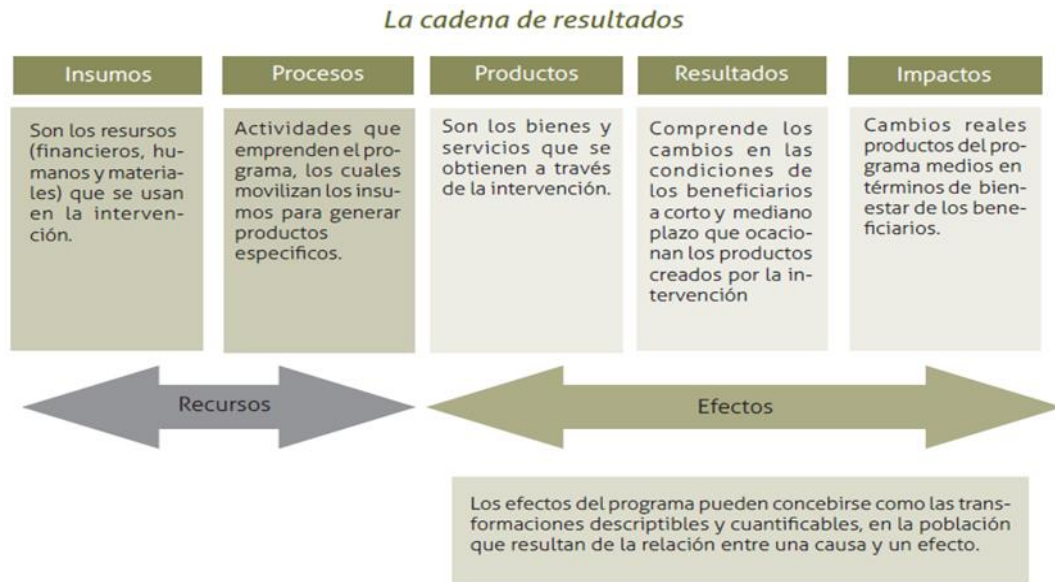 La cadena de resultados
Insumos
Son los resursos
(financieros, hu-
manos y materia-
les) que se usan
en la interven-
ción.
Procesos
Actividades que
emprenden el pro-
grama, los cuales
movilizan los insu-
mos para generar
productos
especificos.
Productos
Son los bienes y
servicios que se
obtienen a través
de la intervención.
Resultados
Comprende los
cambios en las
condiciones de
los beneficiarios
a corto y mediano
plazo que ocacio-
nan los productos
creados por la in-
tervención
Impactos
Cambios reales
productos del pro
grama medios en
términos de bien-
estar de los bene-
ficiarios.
Recursos
Efectos
Los efectos del programa pueden concebirse como las trans-
formaciones descriptibles y cuantificables, en la población
que resultan de la relación entre una causa y un efecto.